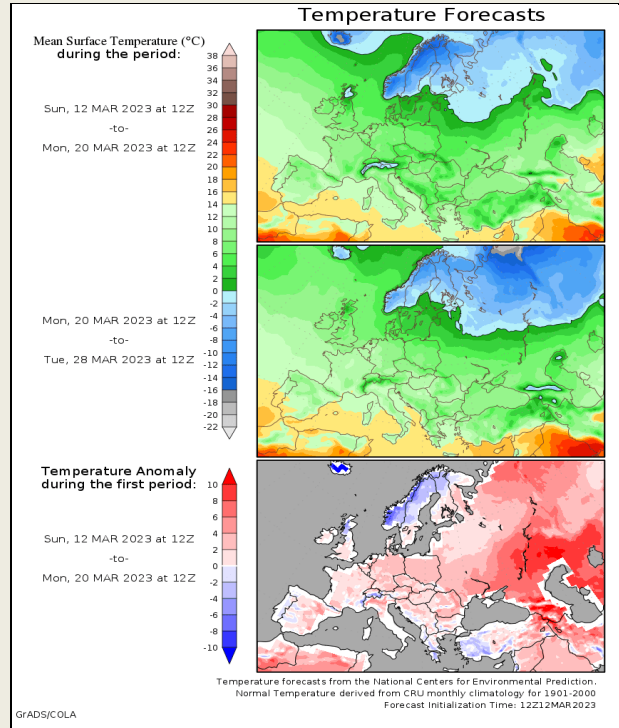 Temperature Forecasts
Mean Surface Temperature (°C)
during the period:
38
36
34
32
30
28
26
24
22
20
18
16
14
12
10
8
6
4
2
0
-2
-4
-6
-8
-10
-12
-14
-16
-18
-20
-22
Sun, 12 MAR 2023 at 12Z
-to-
Mon, 20 MAR 2023 at 12Z
Mon, 20 MAR 2023 at 12Z
-to-
Tue, 28 MAR 2023 at 12Z
Temperature Anomaly
during the first period:
10
8
6
4
2
0
-2
-4
-6
-8
-10
Sun, 12 MAR 2023 at 12Z
-to-
Mon, 20 MAR 2023 at 12Z
Temperature forecasts from the National Centers for Environmental Prediction.
Normal Temperature derived from CRU monthly climatology for 1901-2000
Forecast Initialization Time: 12Z12MAR2023
GrADS/COLA